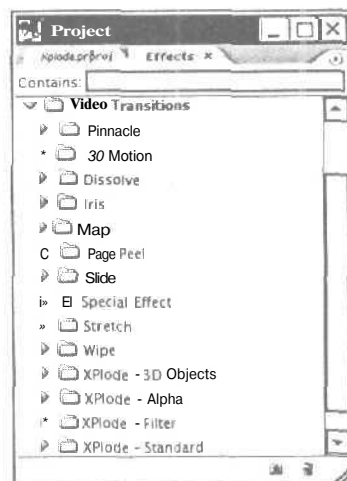 Project
Xplode.prproj Effects ×
Contains:
Video Transitions
Pinnacle
30 Motion
Dissolve
Iris
Map
Page Peel
Slide
Special Effect
Stretch
Wipe
XPlode - 3D Objects
XPlode - Alpha
XPlode - Filter
XPlode - Standard